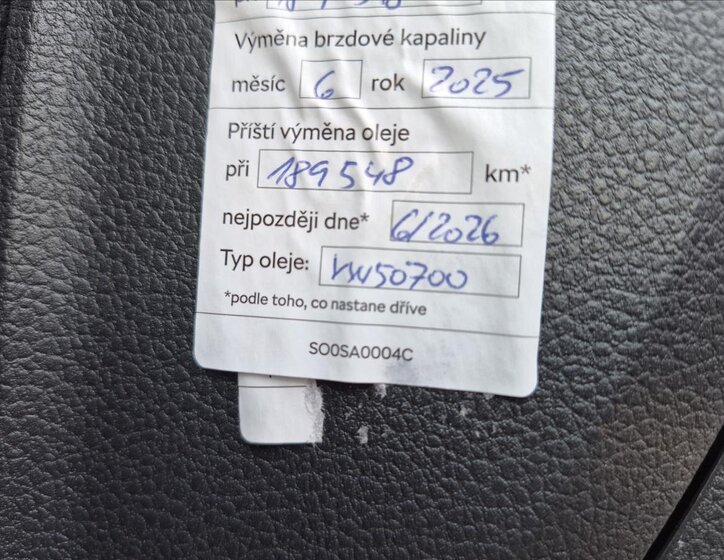 Výměna brzdové kapaliny
měsíc 6 rok 2025
Příští výměna oleje
při 189548 km*
nejpozději dne* 6/2026
Typ oleje: VW50700
*podle toho, co nastane dříve
SO0SA0004C